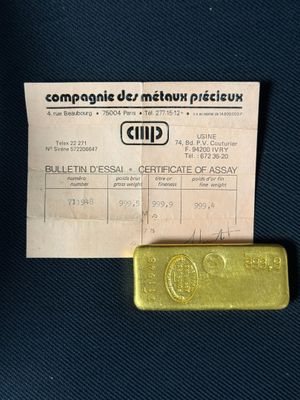 compagnie des métaux précieux
4, rue Beaubourg • 75004 Paris • Tél. 277.15.12+
cmp
Telex 22 271
N° Sirène 572206647
USINE
74, Bd. P.V. Couturier
F. 94200 IVRY
Tél.: 672 36-20
BULLETIN D'ESSAI • CERTIFICATE OF ASSAY
numéro poids brut titre or poids d'or fin
number gross weight fineness fine weight
711948 999,5 999,9 999,4
711948